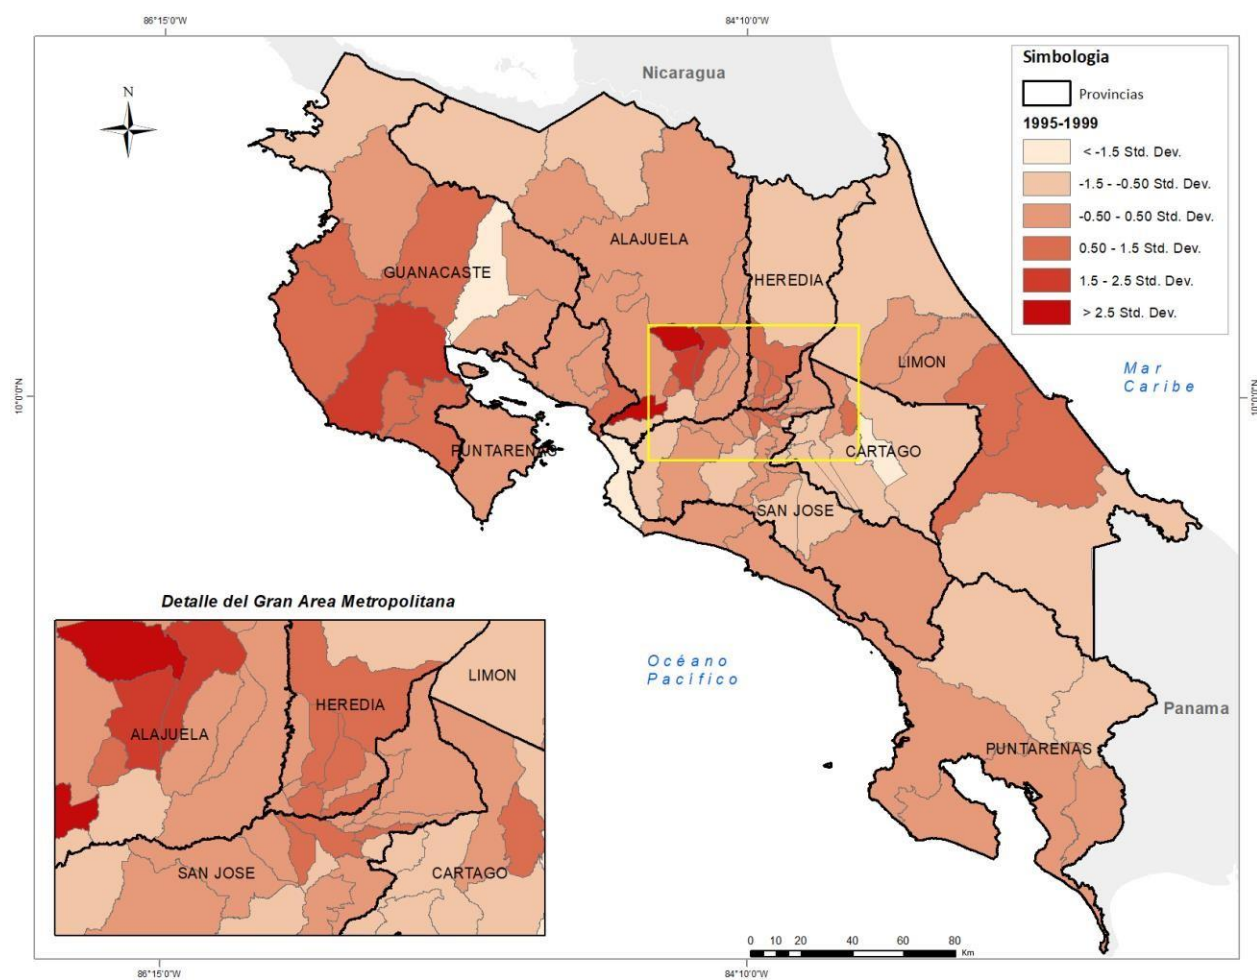 86°15'0"W
84°10'0"W
N
Nicaragua
Simbologia
Provincias
1995-1999
< -1.5 Std. Dev.
-1.5 - -0.50 Std. Dev.
-0.50 - 0.50 Std. Dev.
0.50 - 1.5 Std. Dev.
1.5 - 2.5 Std. Dev.
> 2.5 Std. Dev.
ALAJUELA
GUANACASTE
HEREDIA
LIMON
Mar
Caribe
10°0'0"N
10°0'0"N
PUNTARENAS
CARTAGO
SAN JOSE
Detalle del Gran Area Metropolitana
Océano
Pacífico
LIMON
HEREDIA
ALAJUELA
Panama
PUNTARENAS
SAN JOSE
CARTAGO
0 10 20 40 60 80
Km
86°15'0"W
84°10'0"W